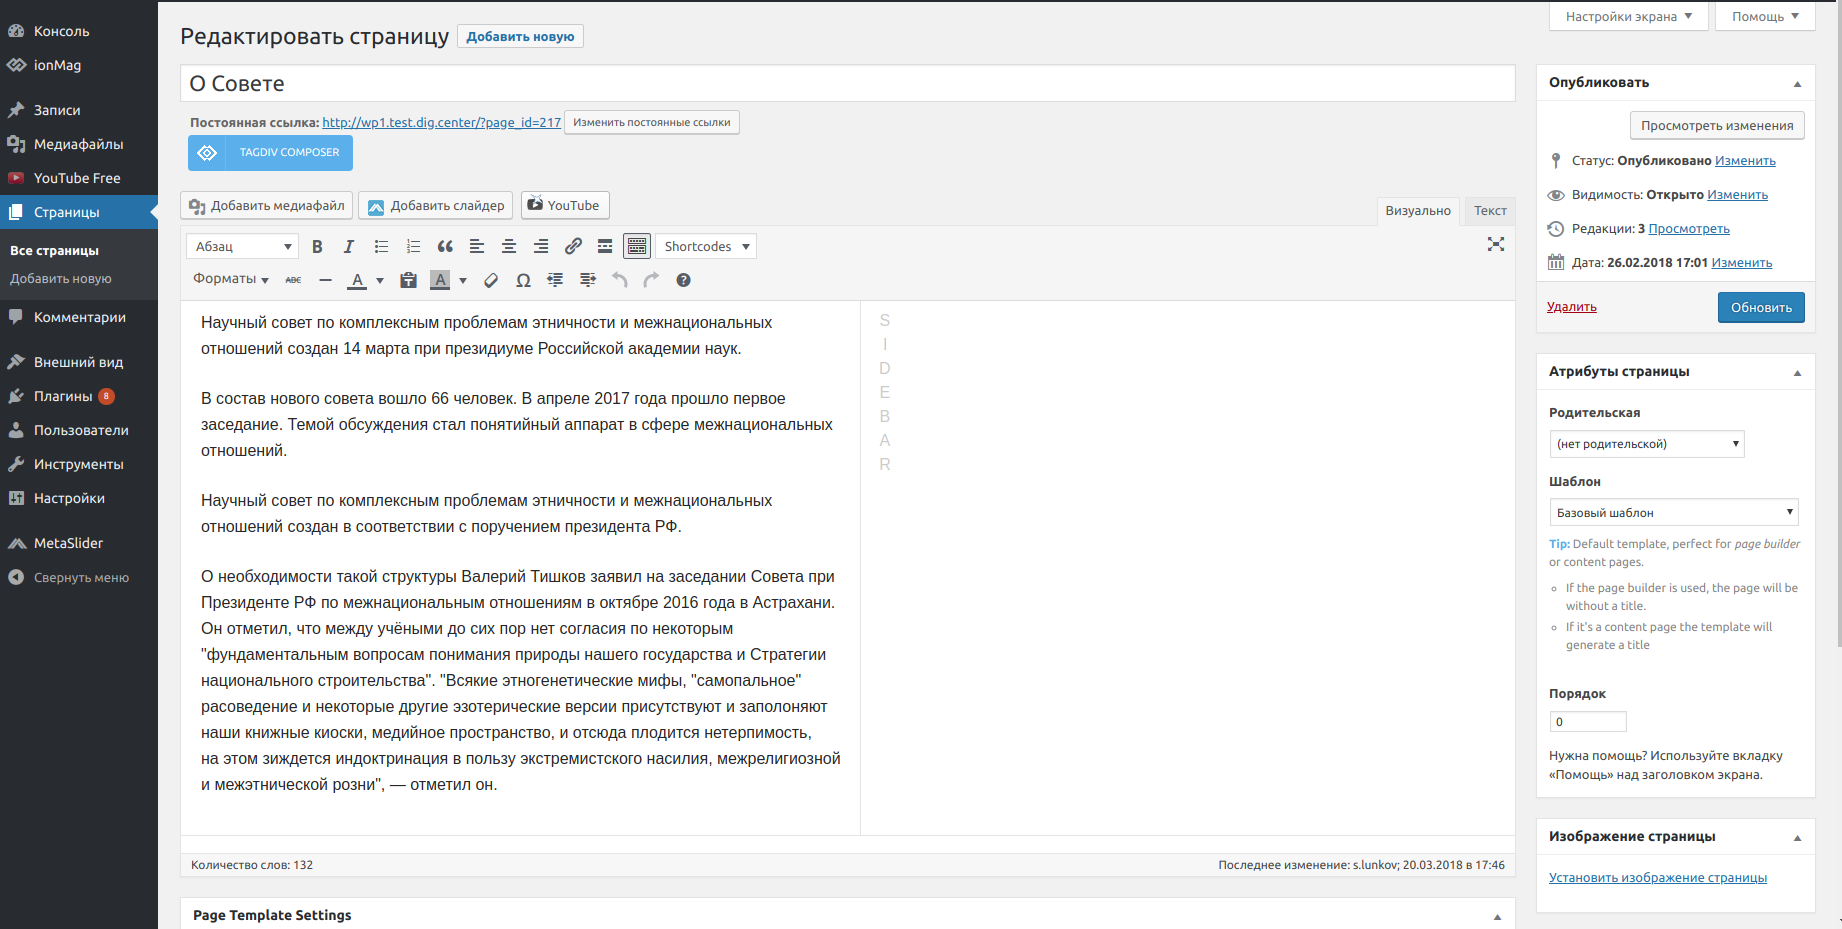 Консоль
ionMag
Записи
Медиафайлы
YouTube Free
Страницы
Все страницы
Добавить новую
Комментарии
Внешний вид
Плагины 8
Пользователи
Инструменты
Настройки
MetaSlider
Свернуть меню
Настройки экрана
Помощь
Редактировать страницу
Добавить новую
О Совете
Постоянная ссылка: http://wp1.test.dig.center/?page_id=217 Изменить постоянные ссылки
TAGDIV COMPOSER
Добавить медиафайл
Добавить слайдер
YouTube
Визуально
Текст
Абзац
B I
Shortcodes
Форматы
ABC
A
T
A
Ω
?
Научный совет по комплексным проблемам этничности и межнациональных
отношений создан 14 марта при президиуме Российской академии наук.
В состав нового совета вошло 66 человек. В апреле 2017 года прошло первое
заседание. Темой обсуждения стал понятийный аппарат в сфере межнациональных
отношений.
Научный совет по комплексным проблемам этничности и межнациональных
отношений создан в соответствии с поручением президента РФ.
О необходимости такой структуры Валерий Тишков заявил на заседании Совета при
Президенте РФ по межнациональным отношениям в октябре 2016 года в Астрахани.
Он отметил, что между учёными до сих пор нет согласия по некоторым
"фундаментальным вопросам понимания природы нашего государства и Стратегии
национального строительства". "Всякие этногенетические мифы, "самопальное"
расоведение и некоторые другие эзотерические версии присутствуют и заполоняют
наши книжные киоски, медийное пространство, и отсюда плодится нетерпимость,
на этом зиждется индоктринация в пользу экстремистского насилия, межрелигиозной
и межэтнической розни", — отметил он.
S
I
D
E
B
A
R
Количество слов: 132
Последнее изменение: s.lunkov; 20.03.2018 в 17:46
Page Template Settings
Опубликовать
Просмотреть изменения
Статус: Опубликовано Изменить
Видимость: Открыто Изменить
Редакции: 3 Просмотреть
Дата: 26.02.2018 17:01 Изменить
Удалить
Обновить
Атрибуты страницы
Родительская
(нет родительской)
Шаблон
Базовый шаблон
Tip: Default template, perfect for page builder
or content pages.
If the page builder is used, the page will be
without a title.
If it's a content page the template will
generate a title
Порядок
0
Нужна помощь? Используйте вкладку
«Помощь» над заголовком экрана.
Изображение страницы
Установить изображение страницы